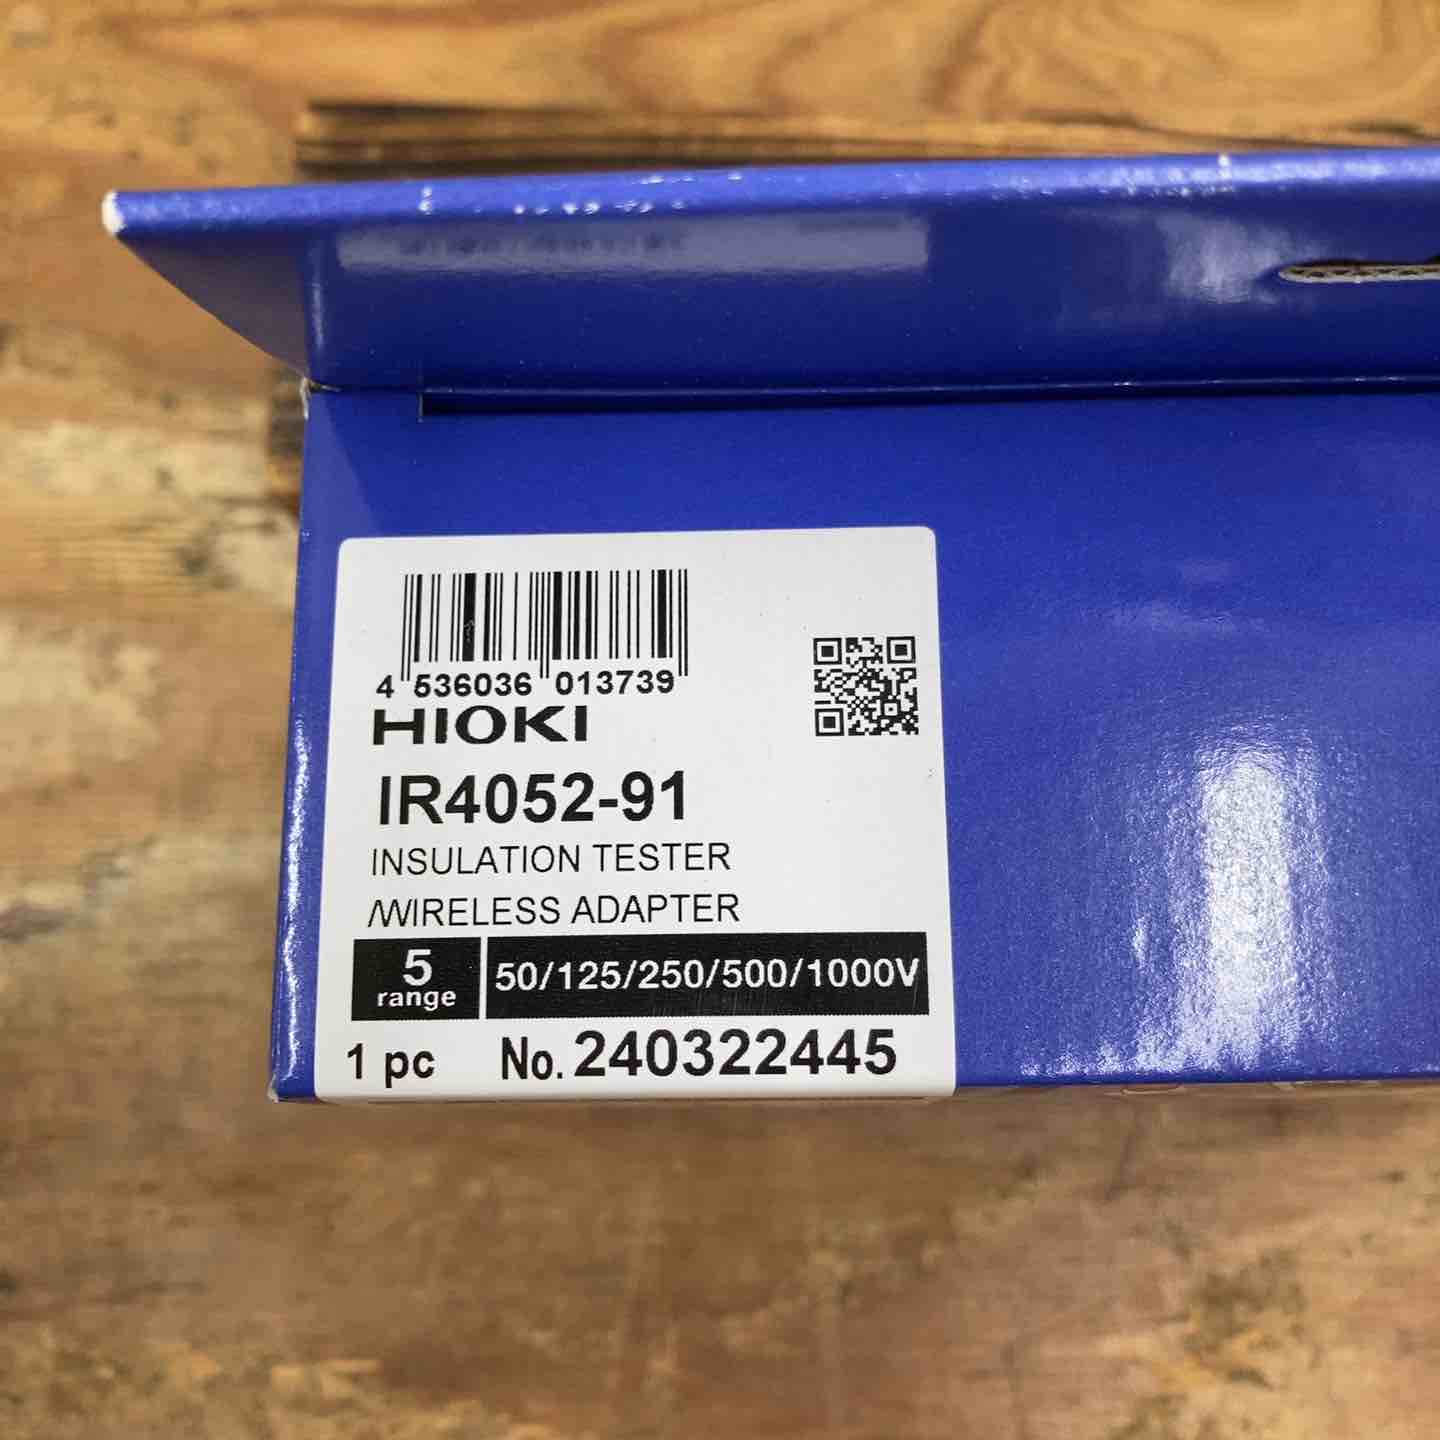 4 536036 013739
HIOKI
IR4052-91
INSULATION TESTER
/WIRELESS ADAPTER
5 range 50/125/250/500/1000V
1 pc No. 240322445